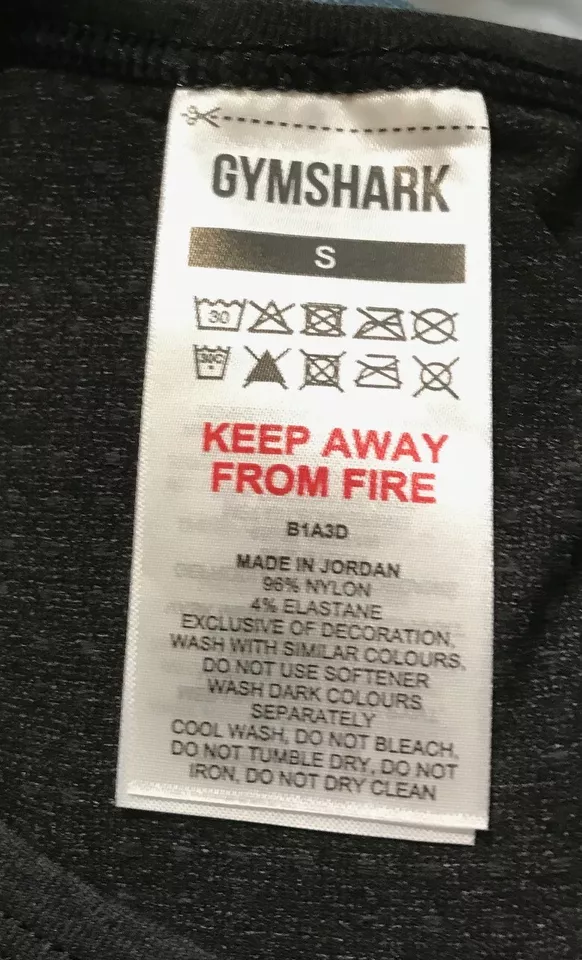 GYMSHARK
S
30
30C
KEEP AWAY
FROM FIRE
B1A3D
MADE IN JORDAN
96% NYLON
4% ELASTANE
EXCLUSIVE OF DECORATION,
WASH WITH SIMILAR COLOURS,
DO NOT USE SOFTENER
WASH DARK COLOURS
SEPARATELY
COOL WASH, DO NOT BLEACH,
DO NOT TUMBLE DRY, DO NOT
IRON, DO NOT DRY CLEAN